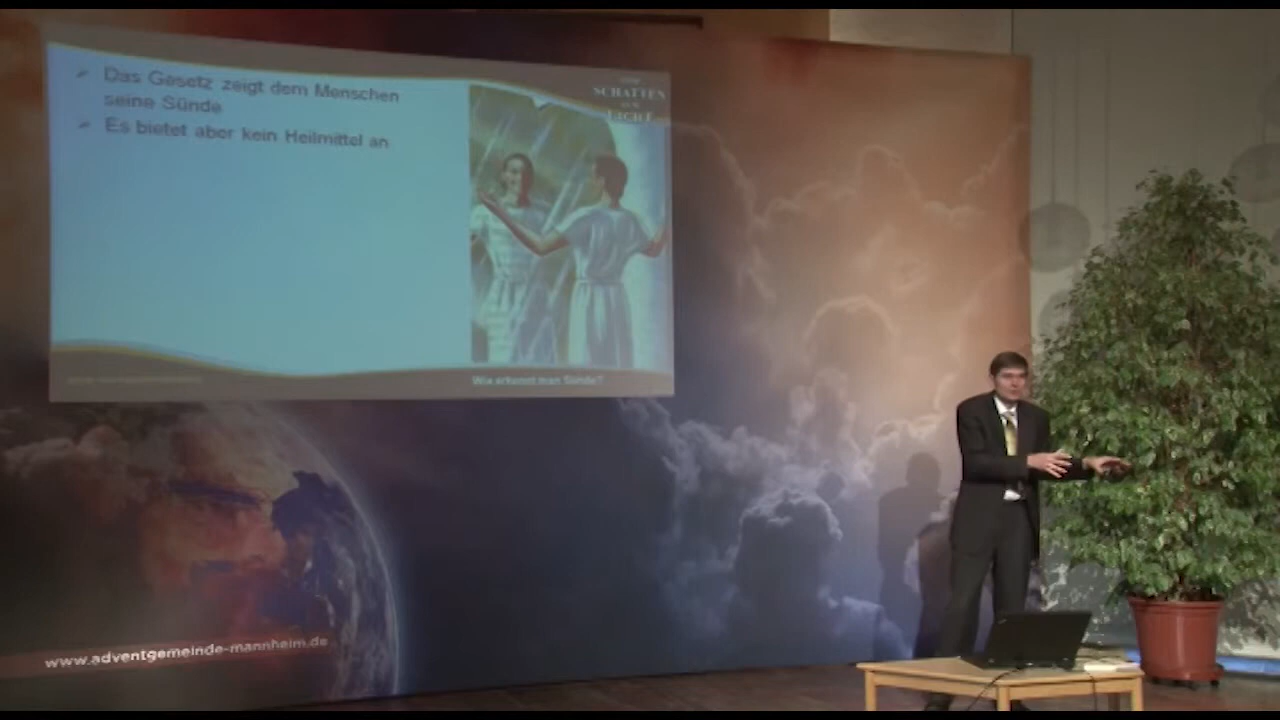 Das Gesetz zeigt dem Menschen
seine Sünde
Es bietet aber kein Heilmittel an
SCHATTEN
LICHT
Wie erkennt man Sünde?
www.adventgemeinde-mannheim.de